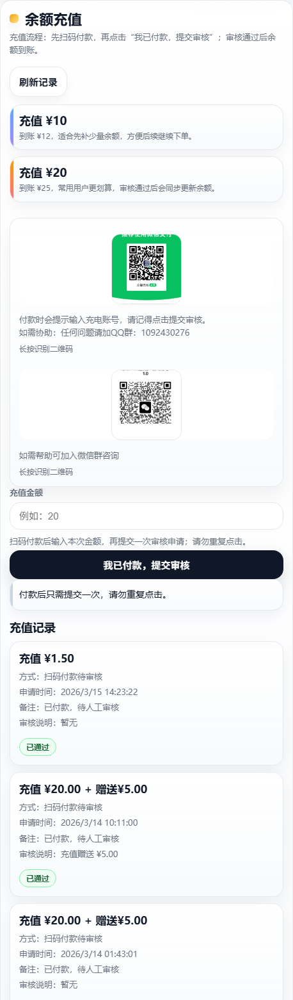 余额充值
充值流程：先扫码付款，再点击“我已付款，提交审核”；审核通过后余
额到账。
刷新记录
充值 ¥10
到账 ¥12，适合先补少量余额，方便后续继续下单。
充值 ¥20
到账 ¥25，常用用户更划算，审核通过后会同步更新余额。
推荐使用微信支付
付款时会提示输入充电账号，请记得点击提交审核。
如需协助：任何问题请加QQ群：1092430276
长按识别二维码
1.0
如需帮助可加入微信群咨询
长按识别二维码
充值金额
例如：20
扫码付款后输入本次金额，再提交一次审核申请；请勿重复点击。
我已付款，提交审核
付款后只需提交一次，请勿重复点击。
充值记录
充值 ¥1.50
方式：扫码付款待审核
申请时间：2026/3/15 14:23:22
备注：已付款，待人工审核
审核说明：暂无
已通过
充值 ¥20.00 + 赠送¥5.00
方式：扫码付款待审核
申请时间：2026/3/14 10:11:00
备注：已付款，待人工审核
审核说明：充值赠送 ¥5.00
已通过
充值 ¥20.00 + 赠送¥5.00
方式：扫码付款待审核
申请时间：2026/3/14 01:43:01
备注：已付款，待人工审核
审核说明：暂无